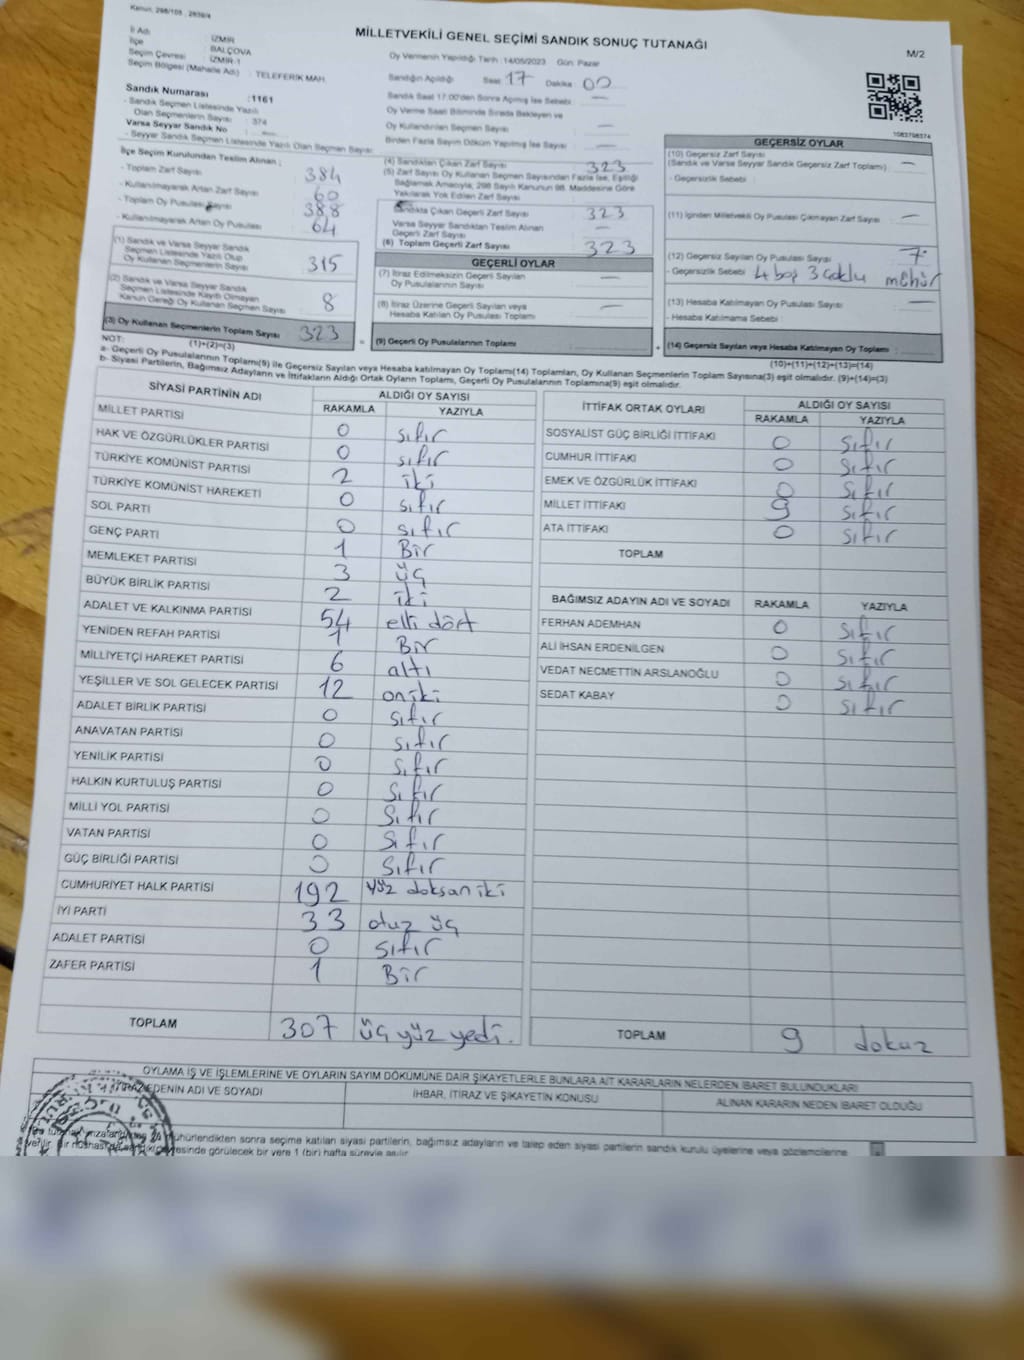 Kanun, 298/105 , 2839/4
MİLLETVEKİLİ GENEL SEÇİMİ SANDIK SONUÇ TUTANAĞI
M/2
İl Adı : İZMİR
İlçe : BALÇOVA
Seçim Çevresi : İZMİR-1
Seçim Bölgesi (Mahalle Adı) : TELEFERİK MAH.
Sandık Numarası :1161
- Sandık Seçmen Listesinde Yazılı
Olan Seçmenlerin Sayısı : 374
Varsa Seyyar Sandık No :
- Seyyar Sandık Seçmen Listesinde Yazılı Olan Seçmen Sayısı
İlçe Seçim Kurulundan Teslim Alınan ;
- Toplam Zarf Sayısı 384
- Kullanılmayarak Artan Zarf Sayısı 60
- Toplam Oy Pusulası 388
- Kullanılmayarak Artan Oy Pusulası 64
(1) Sandık ve Varsa Seyyar Sandık
Seçmen Listesinde Yazılı Olup
Oy Kullanan Seçmenlerin Sayısı 315
(2) Sandık ve Varsa Seyyar Sandık
Seçmen Listesinde Kayıtlı Olmayan
Kanun Gereği Oy Kullanan Seçmen Sayısı 8
(3) Oy Kullanan Seçmenlerin Toplam Sayısı 323
(1)+(2)=(3)
Oy Vermenin Yapıldığı Tarih :14/05/2023 Gün: Pazar
Sandığın Açıldığı Saat 17 Dakika 00
Sandık Saat 17:00'den Sonra Açılmış İse Sebebi : —
Oy Verme Saati Bitiminde Sırada Bekleyen ve
Oy Kullandırılan Seçmen Sayısı —
Birden Fazla Sayım Döküm Yapılmış İse Sayısı —
(4) Sandıktan Çıkan Zarf Sayısı 323
(5) Zarf Sayısı Oy Kullanan Seçmen Sayısından Fazla İse, Eşitliği
Sağlamak Amacıyla, 298 Sayılı Kanunun 98. Maddesine Göre
Yakılarak Yok Edilen Zarf Sayısı
Sandıkta Çıkan Geçerli Zarf Sayısı 323
Varsa Seyyar Sandıktan Teslim Alınan
Geçerli Zarf Sayısı —
(6) Toplam Geçerli Zarf Sayısı 323
GEÇERLİ OYLAR
(7) İtiraz Edilmeksizin Geçerli Sayılan
Oy Pusulalarının Sayısı —
(8) İtiraz Üzerine Geçerli Sayılan veya
Hesaba Katılan Oy Pusulası Toplamı —
= (9) Geçerli Oy Pusulalarının Toplamı
GEÇERSİZ OYLAR
1083798374
(10) Geçersiz Zarf Sayısı
(Sandık ve Varsa Seyyar Sandık Geçersiz Zarf Toplamı) —
- Geçersizlik Sebebi :
(11) İçinden Milletvekili Oy Pusulası Çıkmayan Zarf Sayısı —
(12) Geçersiz Sayılan Oy Pusulası Sayısı 7
- Geçersizlik Sebebi 4 boş 3 çoklu mühür
(13) Hesaba Katılmayan Oy Pusulası Sayısı —
- Hesaba Katılmama Sebebi
+ (14) Geçersiz Sayılan veya Hesaba Katılmayan Oy Toplamı
(10)+(11)+(12)+(13)=(14)
NOT:
a- Geçerli Oy Pusulalarının Toplamı(9) ile Geçersiz Sayılan veya Hesaba katılmayan Oy Toplamı(14) Toplamları, Oy Kullanan Seçmenlerin Toplam Sayısına(3) eşit olmalıdır. (9)+(14)=(3)
b- Siyasi Partilerin, Bağımsız Adayların ve İttifakların Aldığı Ortak Oyların Toplamı, Geçerli Oy Pusulalarının Toplamına(9) eşit olmalıdır.
SİYASİ PARTİNİN ADI ALDIĞI OY SAYISI
RAKAMLA YAZIYLA
MİLLET PARTİSİ 0 sıfır
HAK VE ÖZGÜRLÜKLER PARTİSİ 0 sıfır
TÜRKİYE KOMÜNİST PARTİSİ 2 iki
TÜRKİYE KOMÜNİST HAREKETİ 0 sıfır
SOL PARTİ 0 sıfır
GENÇ PARTİ 1 Bir
MEMLEKET PARTİSİ 3 üç
BÜYÜK BİRLİK PARTİSİ 2 iki
ADALET VE KALKINMA PARTİSİ 54 elli dört
YENİDEN REFAH PARTİSİ 1 Bir
MİLLİYETÇİ HAREKET PARTİSİ 6 altı
YEŞİLLER VE SOL GELECEK PARTİSİ 12 oniki
ADALET BİRLİK PARTİSİ 0 sıfır
ANAVATAN PARTİSİ 0 sıfır
YENİLİK PARTİSİ 0 sıfır
HALKIN KURTULUŞ PARTİSİ 0 sıfır
MİLLİ YOL PARTİSİ 0 sıfır
VATAN PARTİSİ 0 sıfır
GÜÇ BİRLİĞİ PARTİSİ 0 sıfır
CUMHURİYET HALK PARTİSİ 192 yüz doksan iki
İYİ PARTİ 33 otuz üç
ADALET PARTİSİ 0 sıfır
ZAFER PARTİSİ 1 Bir
TOPLAM 307 üç yüz yedi.
İTTİFAK ORTAK OYLARI ALDIĞI OY SAYISI
RAKAMLA YAZIYLA
SOSYALİST GÜÇ BİRLİĞİ İTTİFAKI 0 sıfır
CUMHUR İTTİFAKI 0 sıfır
EMEK VE ÖZGÜRLÜK İTTİFAKI 0 sıfır
MİLLET İTTİFAKI 9 sıfır
ATA İTTİFAKI 0 sıfır
TOPLAM
BAĞIMSIZ ADAYIN ADI VE SOYADI RAKAMLA YAZIYLA
FERHAN ADEMHAN 0 sıfır
ALİ İHSAN ERDENİLGEN 0 sıfır
VEDAT NECMETTİN ARSLANOĞLU 0 sıfır
SEDAT KABAY 0 sıfır
TOPLAM 9 dokuz
OYLAMA İŞ VE İŞLEMLERİNE VE OYLARIN SAYIM DÖKÜMÜNE DAİR ŞİKAYETLERLE BUNLARA AİT KARARLARIN NELERDEN İBARET BULUNDUKLARI
İTİRAZ EDENİN ADI VE SOYADI İHBAR, İTİRAZ VE ŞİKAYETİN KONUSU ALINAN KARARIN NEDEN İBARET OLDUĞU
mühürlendikten sonra seçime katılan siyasi partilerin, bağımsız adayların ve talep eden siyasi partilerin sandık kurulu üyelerine veya gözlemcilerine
verilir. Bir nüshası da görülecek bir yere 1 (bir) hafta süreyle asılır.